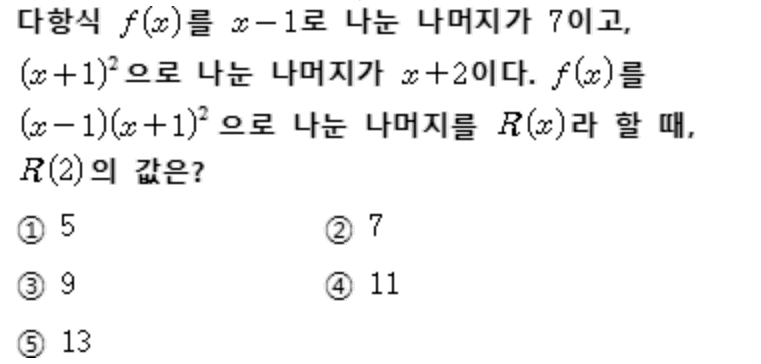 다항식 f(x)를 x-1로 나눈 나머지가 7이고,
(x+1)²으로 나눈 나머지가 x+2이다. f(x)를
(x-1)(x+1)²으로 나눈 나머지를 R(x)라 할 때,
R(2)의 값은?
① 5 ② 7
③ 9 ④ 11
⑤ 13